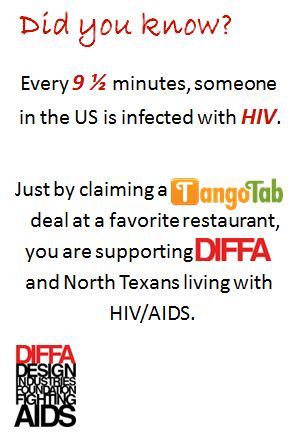 Did you know?
Every 9 ½ minutes, someone
in the US is infected with HIV.
Just by claiming a TangoTab
deal at a favorite restaurant,
you are supporting DIFFA
and North Texans living with
HIV/AIDS.
DIFFA
DESIGN
INDUSTRIES
FOUNDATION
FIGHTING
AIDS